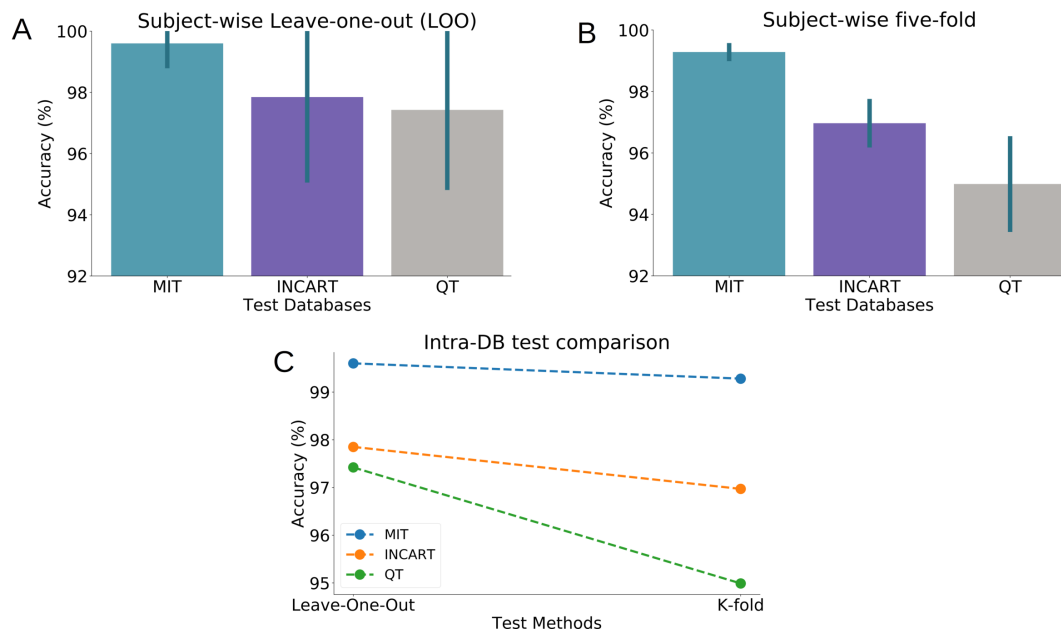 A
Subject-wise Leave-one-out (LOO)
100
98
96
94
92
Accuracy (%)
MIT
INCART
QT
Test Databases
B
Subject-wise five-fold
100
98
96
94
92
Accuracy (%)
MIT
INCART
QT
Test Databases
C
Intra-DB test comparison
99
98
97
96
95
Accuracy (%)
MIT
INCART
QT
Leave-One-Out
K-fold
Test Methods